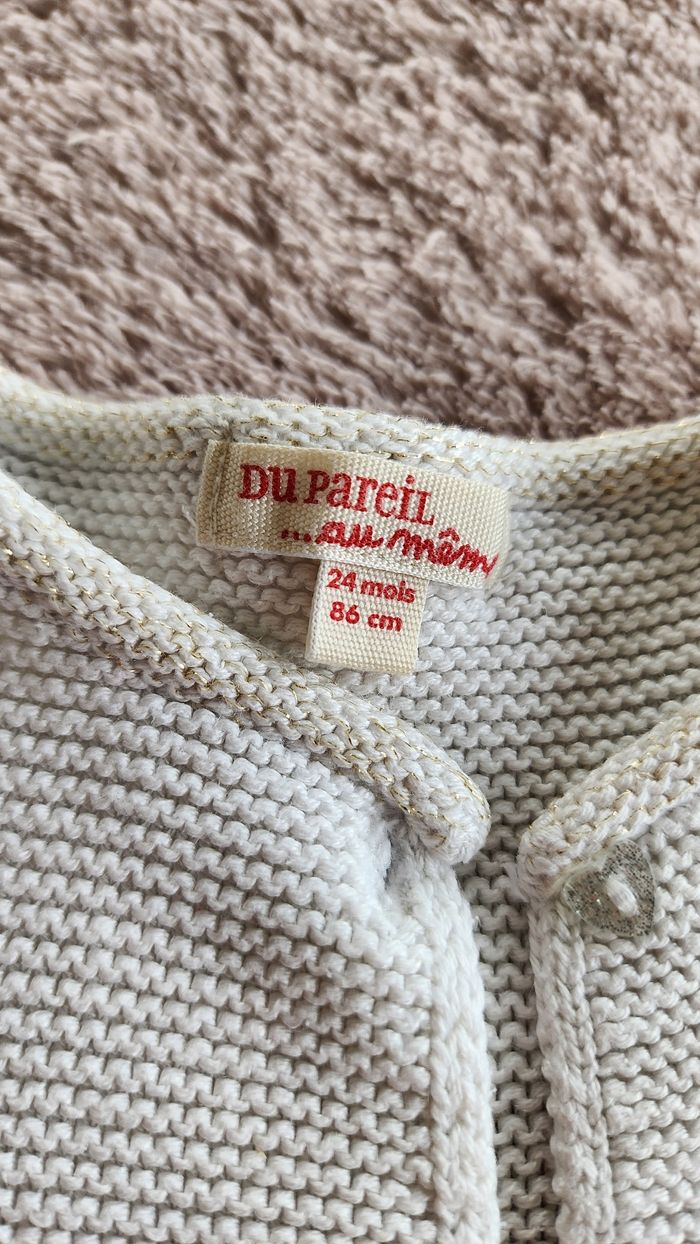 DU PAREIL
...au même
24 mois
86 cm